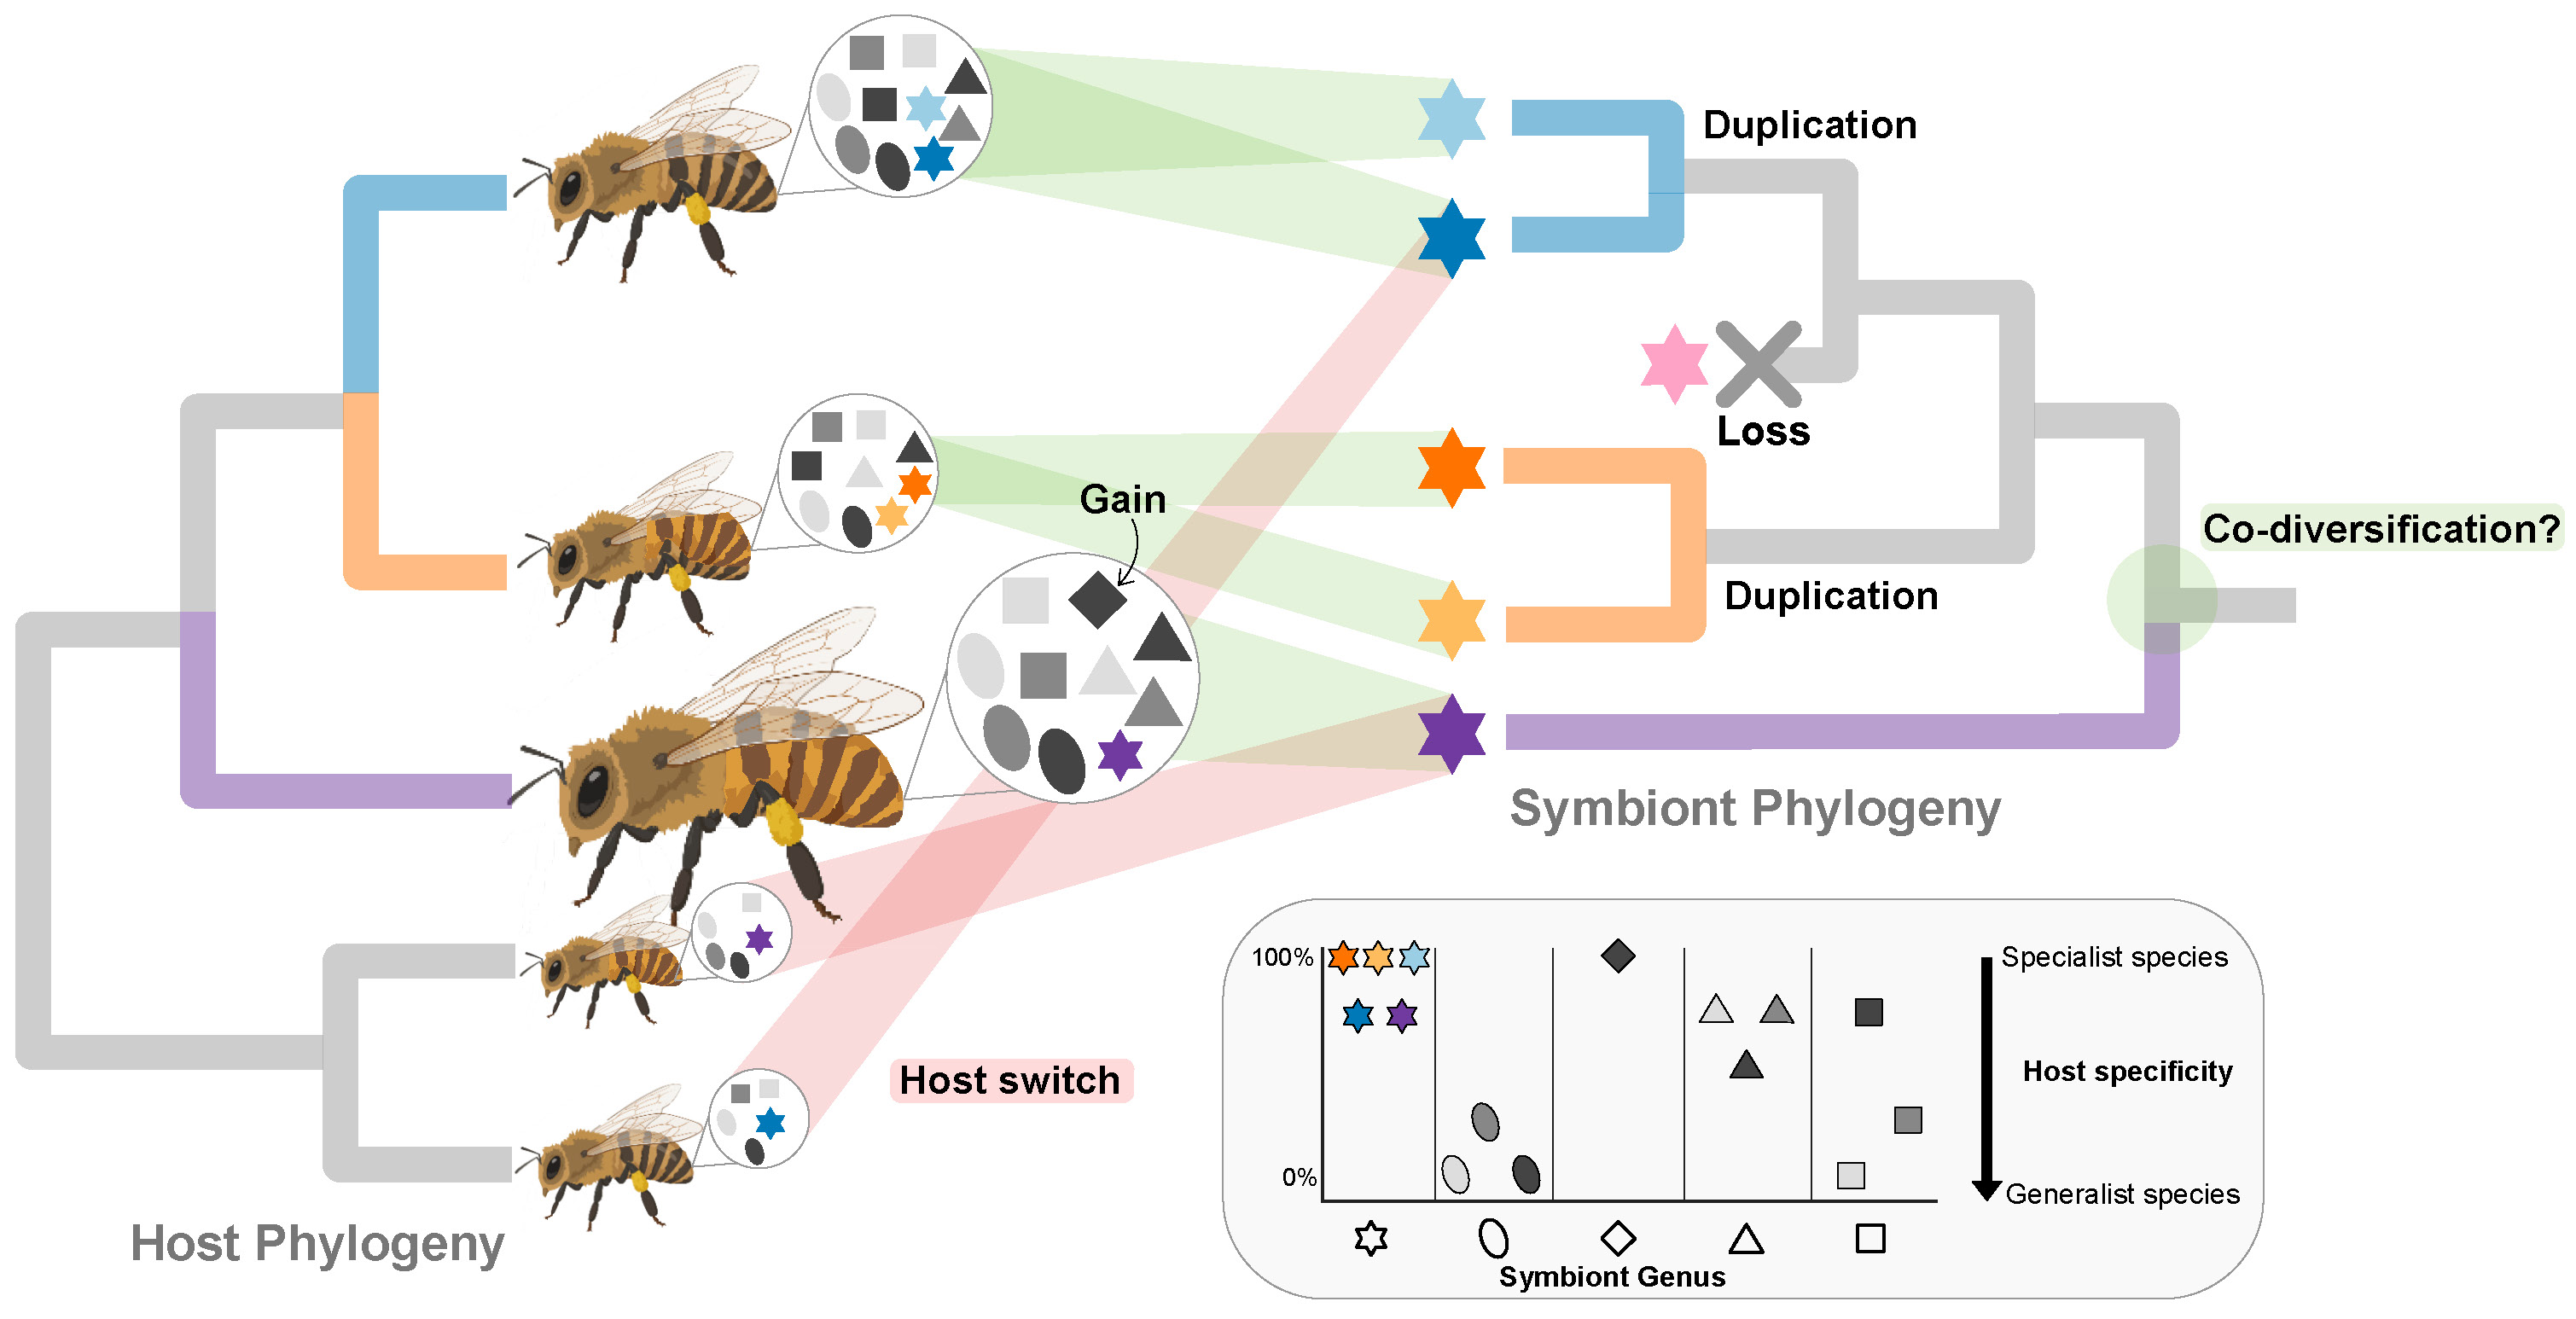 Duplication
Loss
Gain
Co-diversification?
Duplication
Symbiont Phylogeny
Host switch
Host Phylogeny
100%
0%
Specialist species
Host specificity
Generalist species
Symbiont Genus